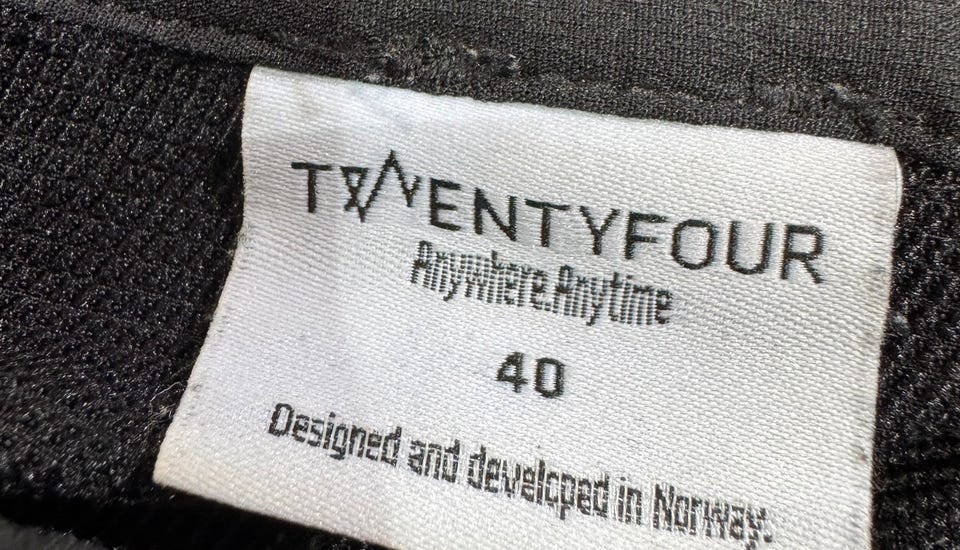 TWENTYFOUR
Anywhere.Anytime
40
Designed and developed in Norway.